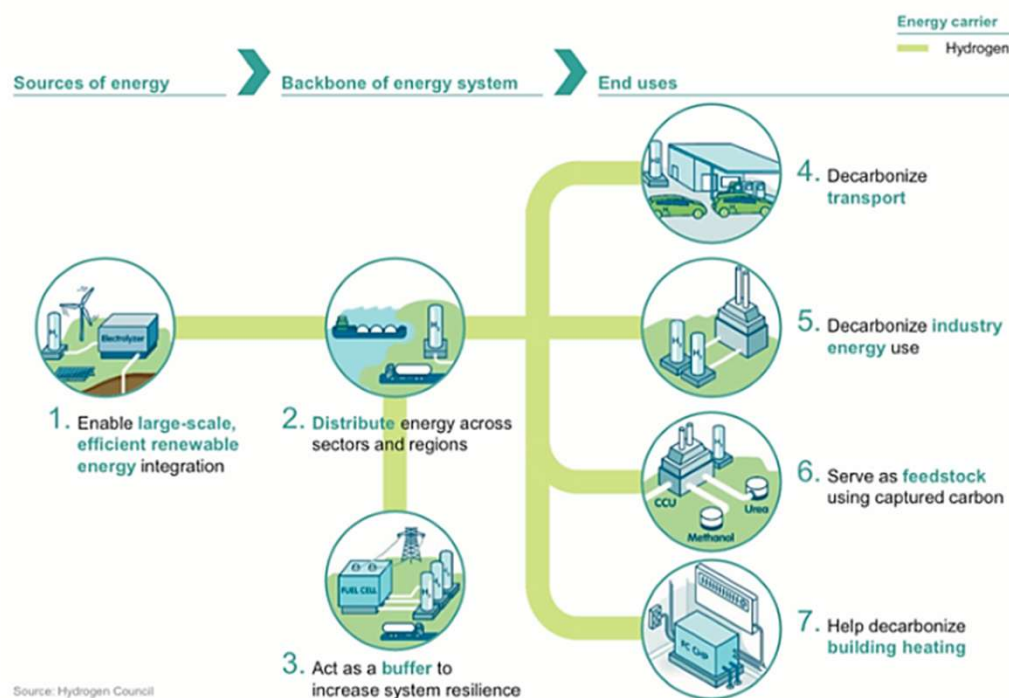 Energy carrier
Hydrogen
Sources of energy
Backbone of energy system
End uses
4. Decarbonize
transport
Electrolyzer
H₂
H₂
5. Decarbonize industry
energy use
1. Enable large-scale,
efficient renewable
energy integration
2. Distribute energy across
sectors and regions
6. Serve as feedstock
using captured carbon
CCU
Urea
Methanol
FUEL CELL
7. Help decarbonize
building heating
FC CHP
3. Act as a buffer to
increase system resilience
Source: Hydrogen Council